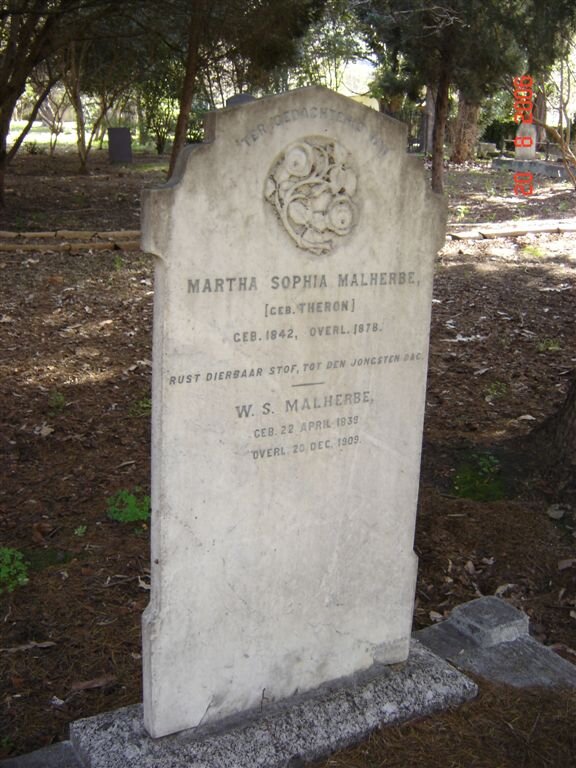 TER GEDACHTENIS VAN
MARTHA SOPHIA MALHERBE,
[GEB. THERON]
GEB. 1842, OVERL. 1878.
RUST DIERBAAR STOF, TOT DEN JONGSTEN DAG.
W. S. MALHERBE,
GEB. 22 APRIL 1839
OVERL. 20 DEC. 1909.